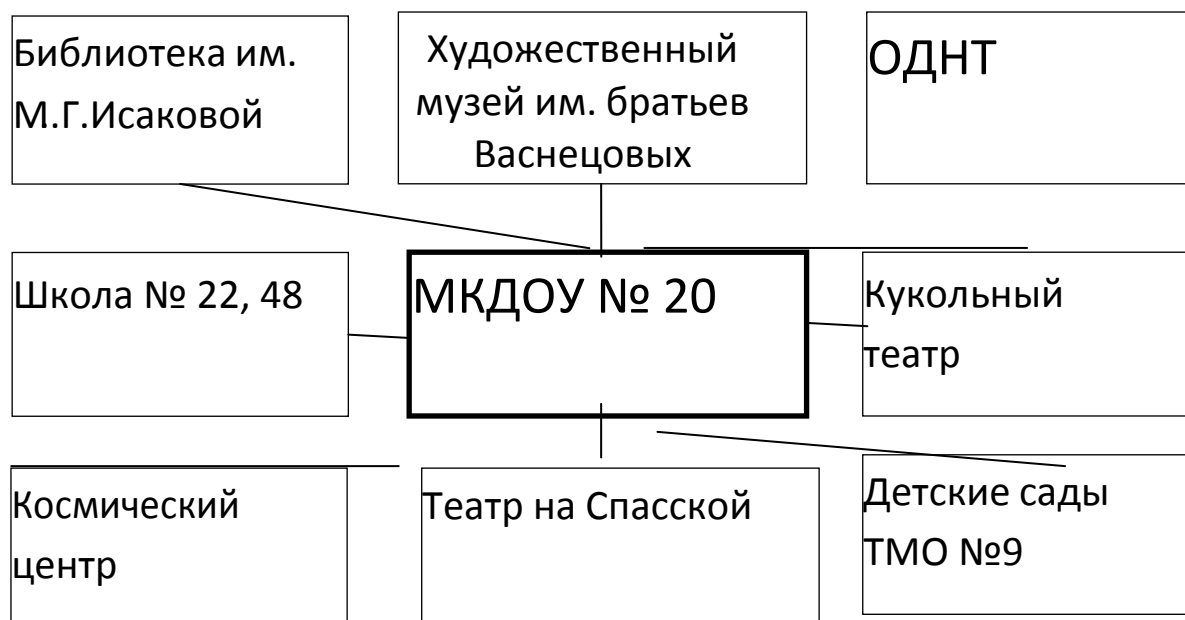 Библиотека им.
М.Г.Исаковой
Художественный
музей им. братьев
Васнецовых
ОДНТ
Школа № 22, 48
МКДОУ № 20
Кукольный
театр
Космический
центр
Театр на Спасской
Детские сады
ТМО №9